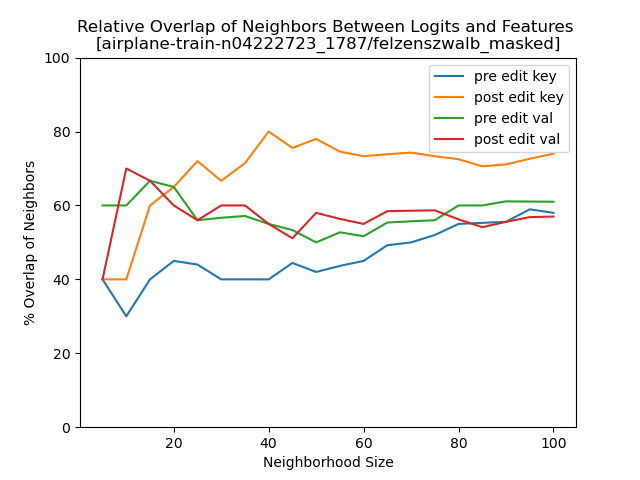 Relative Overlap of Neighbors Between Logits and Features
[airplane-train-n04222723_1787/felzenszwalb_masked]
pre edit key
post edit key
pre edit val
post edit val
100
80
60
40
20
0
% Overlap of Neighbors
20 40 60 80 100
Neighborhood Size